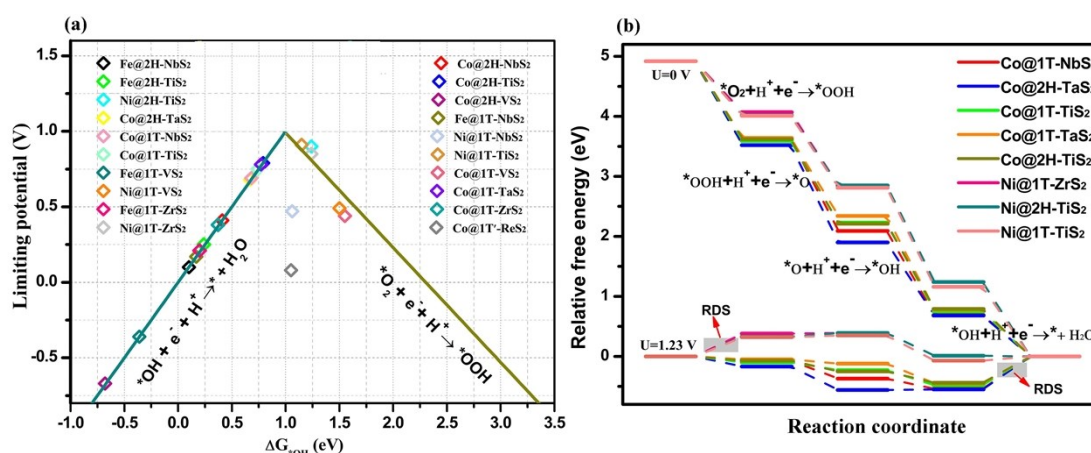 (a)
Limiting potential (V)
1.5
1.0
0.5
0.0
-0.5
-1.0 -0.5 0.0 0.5 1.0 1.5 2.0 2.5 3.0 3.5
ΔG*OH (eV)
Fe@2H-NbS₂
Fe@2H-TiS₂
Ni@2H-TiS₂
Co@2H-TaS₂
Co@1T-NbS₂
Co@1T-TiS₂
Fe@1T-VS₂
Ni@1T-VS₂
Fe@1T-ZrS₂
Ni@1T-ZrS₂
Co@2H-NbS₂
Co@2H-TiS₂
Co@2H-VS₂
Fe@1T-NbS₂
Ni@1T-NbS₂
Ni@1T-TiS₂
Co@1T-VS₂
Co@1T-TaS₂
Co@1T-ZrS₂
Co@1T'-ReS₂
*OH + e⁻ + H⁺ → * + H₂O
*O₂ + e⁻ + H⁺ → *OOH
(b)
Relative free energy (eV)
5
4
3
2
1
0
U=0 V
*O₂+H⁺+e⁻→*OOH
*OOH+H⁺+e⁻→*O
*O+H⁺+e⁻→*OH
*OH+H⁺+e⁻→*+ H₂O
RDS
U=1.23 V
RDS
Co@1T-NbS
Co@2H-TaS₂
Co@1T-TiS₂
Co@1T-TaS₂
Co@2H-TiS₂
Ni@1T-ZrS₂
Ni@2H-TiS₂
Ni@1T-TiS₂
Reaction coordinate